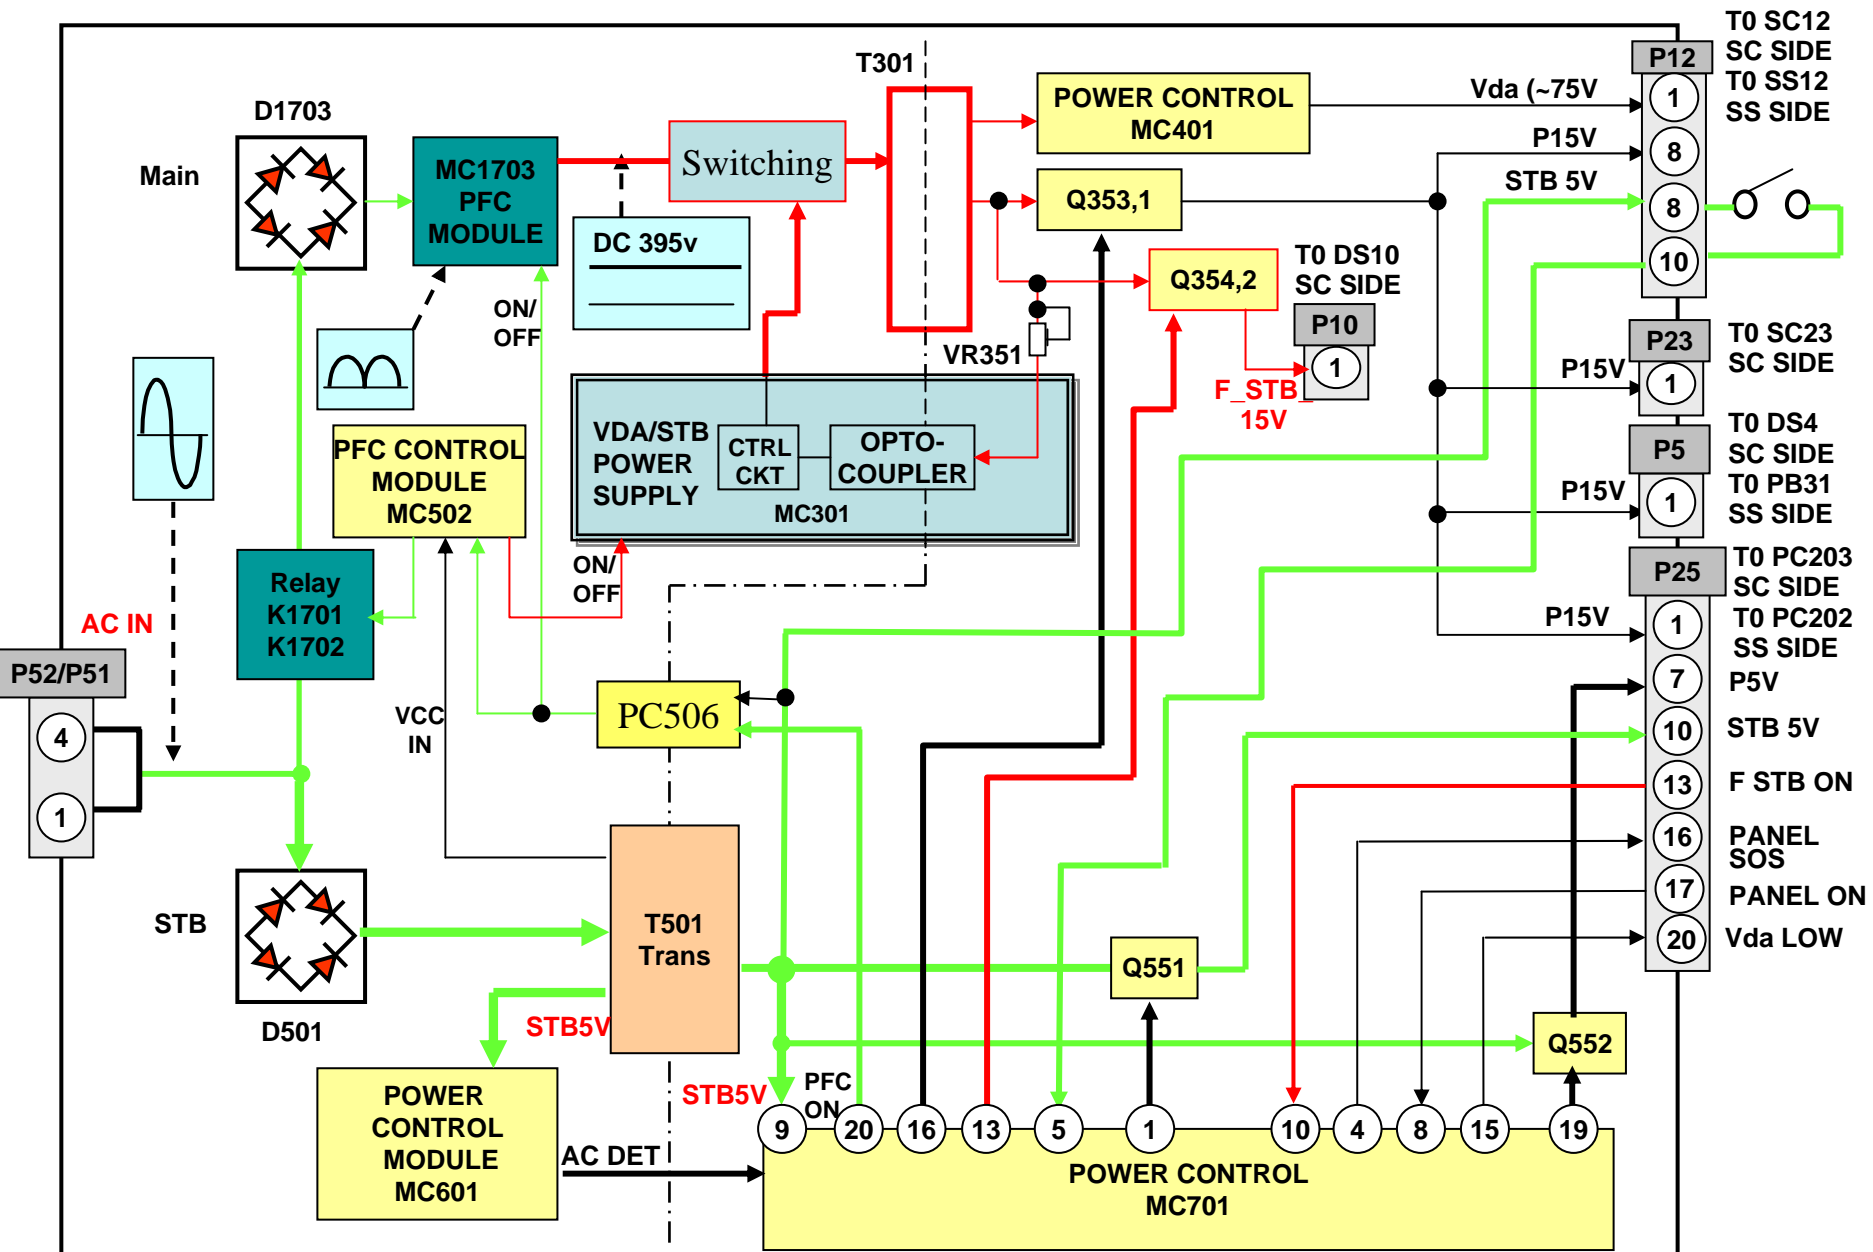 T0 SC12
SC SIDE
T0 SS12
SS SIDE
P12
1
8
8
10
Vda (~75V
P15V
STB 5V
T301
POWER CONTROL
MC401
D1703
Main
MC1703
PFC
MODULE
Switching
Q353,1
DC 395v
Q354,2
T0 DS10
SC SIDE
P10
1
F_STB_
15V
ON/
OFF
VR351
P23
1
P15V
T0 SC23
SC SIDE
VDA/STB
POWER
SUPPLY
CTRL
CKT
OPTO-
COUPLER
MC301
PFC CONTROL
MODULE
MC502
P5
1
P15V
T0 DS4
SC SIDE
T0 PB31
SS SIDE
ON/
OFF
Relay
K1701
K1702
AC IN
P52/P51
4
1
VCC
IN
PC506
P25
T0 PC203
SC SIDE
T0 PC202
SS SIDE
P15V
1
7
P5V
10
STB 5V
13
F STB ON
16
PANEL
SOS
17
PANEL ON
20
Vda LOW
STB
D501
T501
Trans
Q551
Q552
STB5V
STB5V
PFC
ON
POWER
CONTROL
MODULE
MC601
AC DET
9
20
16
13
5
1
10
4
8
15
19
POWER CONTROL
MC701